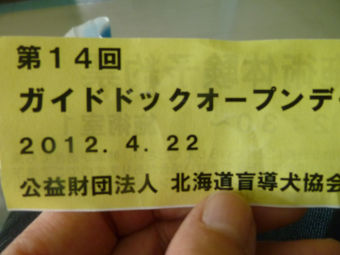 第14回
ガイドドックオープンデー
2012.4.22
公益財団法人 北海道盲導犬協会